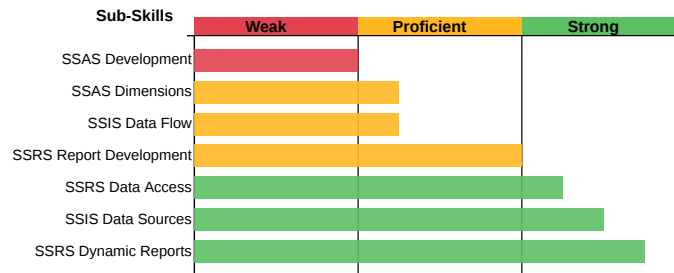 Sub-Skills
Weak Proficient Strong
SSAS Development
SSAS Dimensions
SSIS Data Flow
SSRS Report Development
SSRS Data Access
SSIS Data Sources
SSRS Dynamic Reports